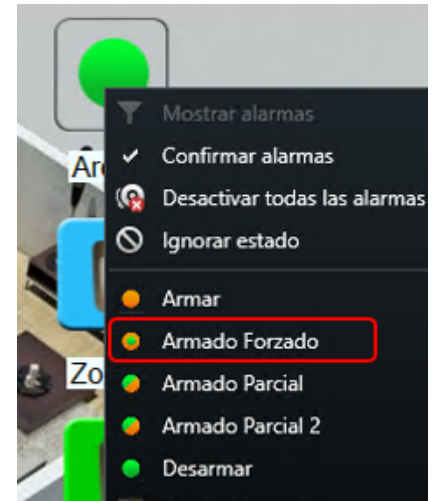 Mostrar alarmas
Confirmar alarmas
Desactivar todas las alarmas
Ignorar estado
Armar
Armado Forzado
Armado Parcial
Armado Parcial 2
Desarmar